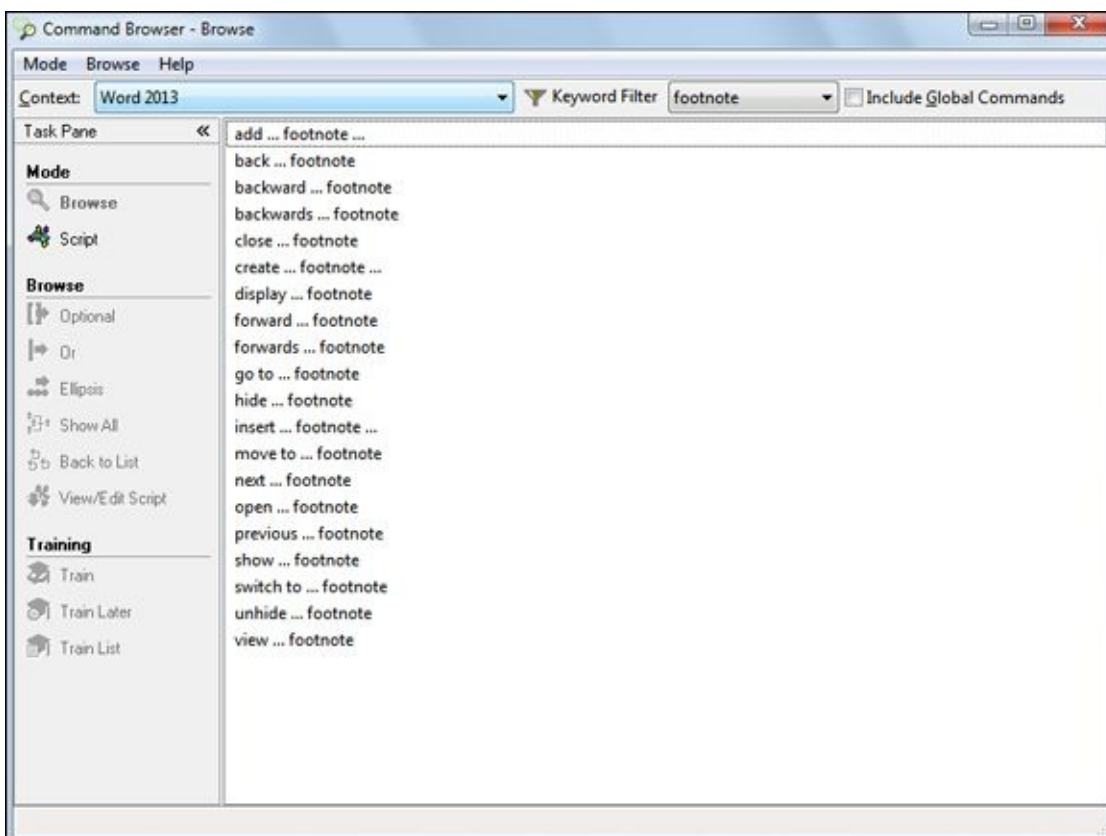 Command Browser - Browse
Mode Browse Help
Context: Word 2013 Keyword Filter footnote Include Global Commands
Task Pane «
Mode
Browse
Script
Browse
Optional
Or
Ellipsis
Show All
Back to List
View/Edit Script
Training
Train
Train Later
Train List
add ... footnote ...
back ... footnote
backward ... footnote
backwards ... footnote
close ... footnote
create ... footnote ...
display ... footnote
forward ... footnote
forwards ... footnote
go to ... footnote
hide ... footnote
insert ... footnote ...
move to ... footnote
next ... footnote
open ... footnote
previous ... footnote
show ... footnote
switch to ... footnote
unhide ... footnote
view ... footnote